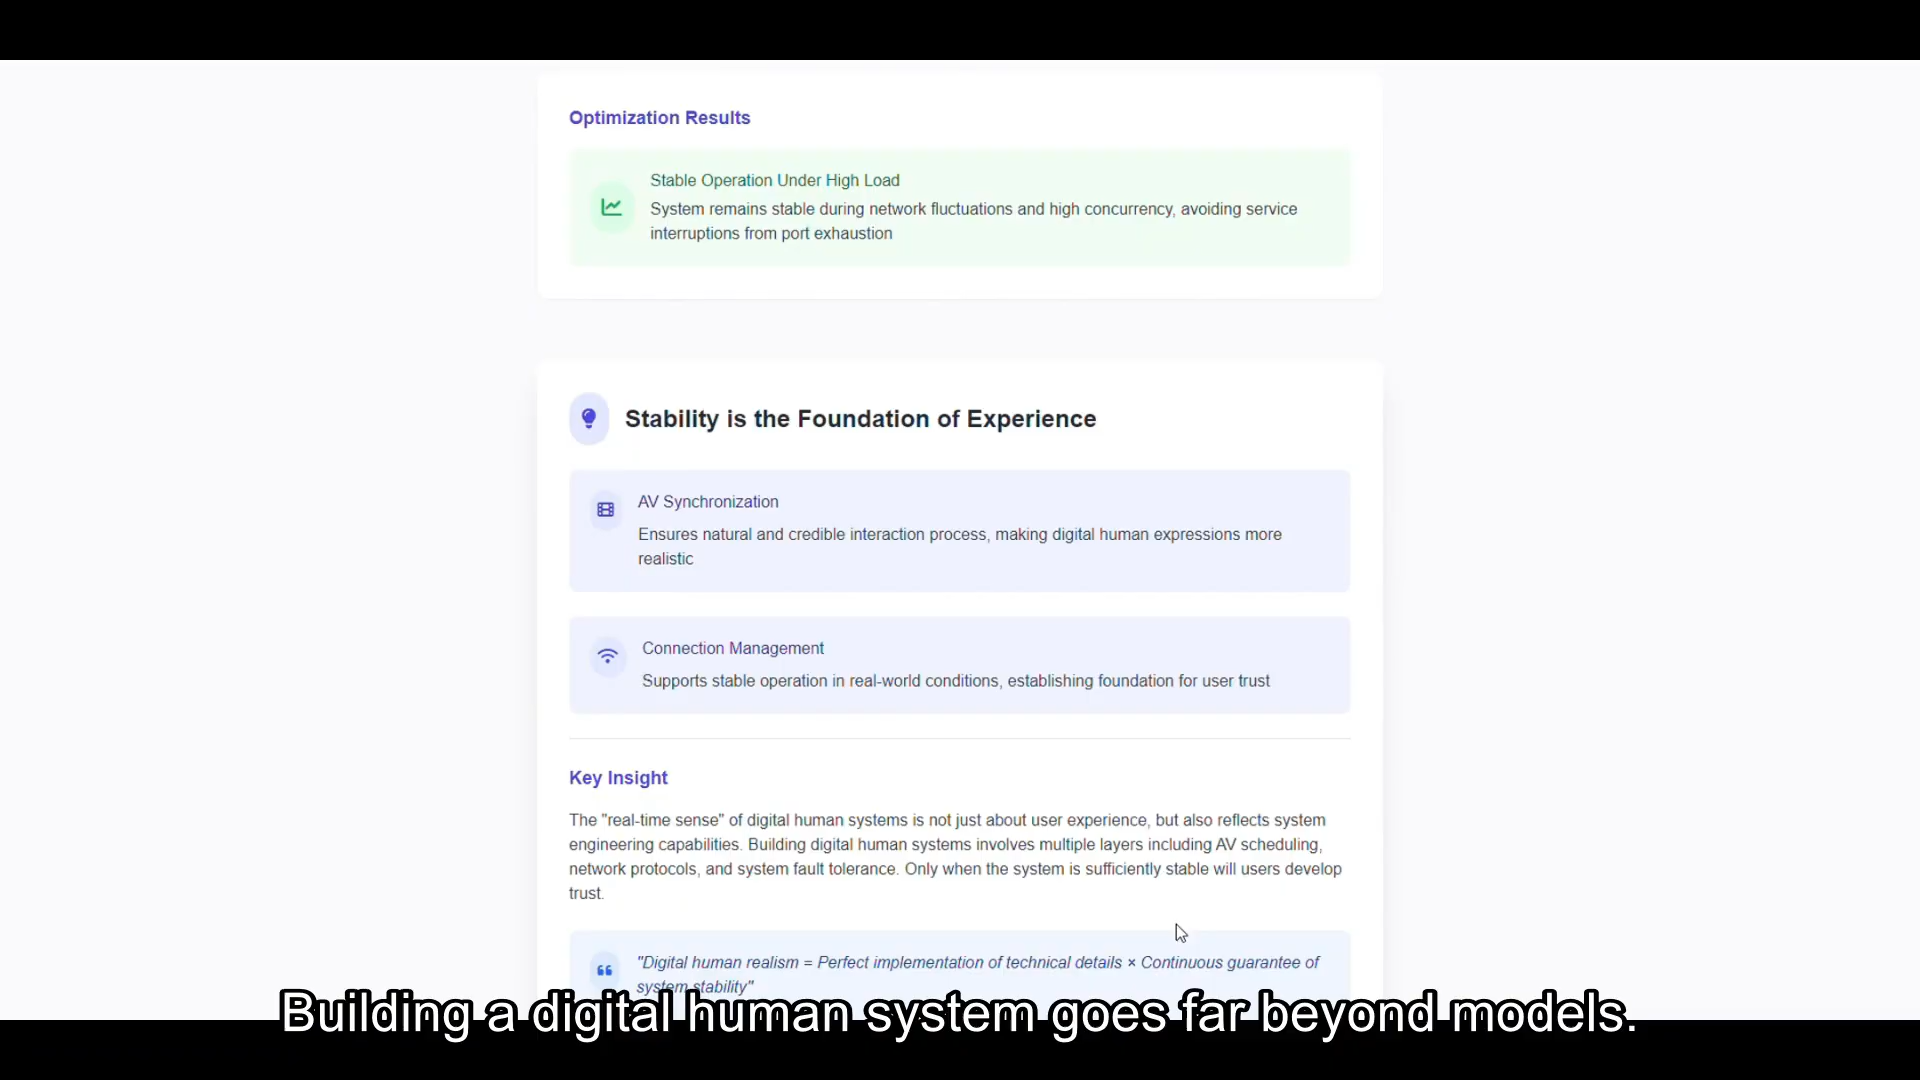 Optimization Results
Stable Operation Under High Load
System remains stable during network fluctuations and high concurrency, avoiding service
interruptions from port exhaustion
Stability is the Foundation of Experience
AV Synchronization
Ensures natural and credible interaction process, making digital human expressions more
realistic
Connection Management
Supports stable operation in real-world conditions, establishing foundation for user trust
Key Insight
The "real-time sense" of digital human systems is not just about user experience, but also reflects system
engineering capabilities. Building digital human systems involves multiple layers including AV scheduling,
network protocols, and system fault tolerance. Only when the system is sufficiently stable will users develop
trust.
"Digital human realism = Perfect implementation of technical details × Continuous guarantee of
system stability"
Building a digital human system goes far beyond models.